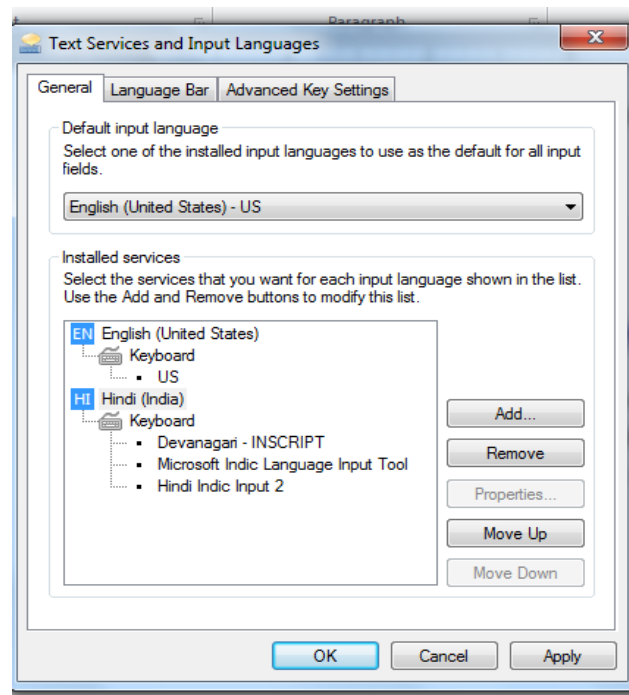 Paragraph
Text Services and Input Languages
General Language Bar Advanced Key Settings
Default input language
Select one of the installed input languages to use as the default for all input
fields.
English (United States) - US
Installed services
Select the services that you want for each input language shown in the list.
Use the Add and Remove buttons to modify this list.
EN English (United States)
Keyboard
US
HI Hindi (India)
Keyboard
Add...
Devanagari - INSCRIPT
Remove
Microsoft Indic Language Input Tool
Hindi Indic Input 2
Properties...
Move Up
Move Down
OK Cancel Apply